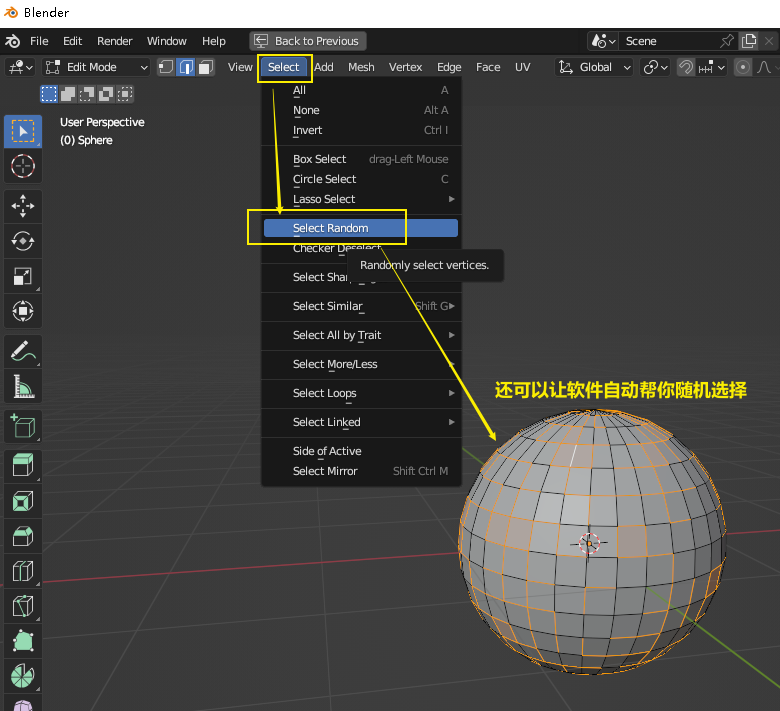 Blender
File Edit Render Window Help Back to Previous Scene
Edit Mode View Select Add Mesh Vertex Edge Face UV Global
User Perspective
(0) Sphere
All A
None Alt A
Invert Ctrl I
Box Select drag-Left Mouse
Circle Select C
Lasso Select
Select Random
Checker Deselect
Randomly select vertices.
Select
Select Similar Shift G
Select All by Trait
Select More/Less
Select Loops
还可以让软件自动帮你随机选择
Select Linked
Side of Active
Select Mirror Shift Ctrl M